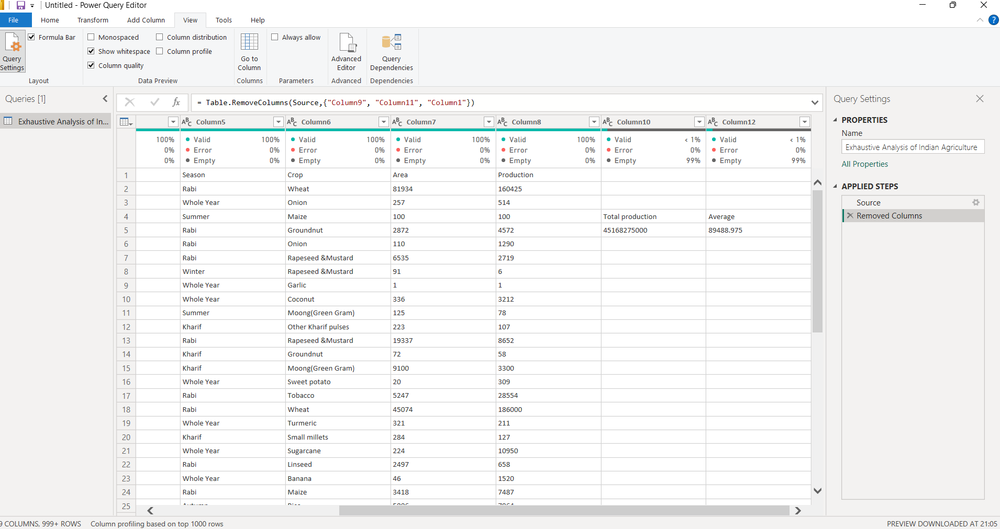 Untitled - Power Query Editor
File Home Transform Add Column View Tools Help
Query Settings
Formula Bar
Layout
Monospaced Column distribution
Show whitespace Column profile
Column quality
Data Preview
Go to Column
Columns
Always allow
Parameters
Advanced Editor
Advanced
Query Dependencies
Dependencies
Queries [1]
Exhaustive Analysis of In...
fx
= Table.RemoveColumns(Source,{"Column9", "Column11", "Column1"})
ABC Column5 ABC Column6 ABC Column7 ABC Column8 ABC Column10 ABC Column12
100% Valid 100% Valid 100% Valid 100% Valid 100% Valid < 1% Valid < 1%
0% Error 0% Error 0% Error 0% Error 0% Error 0% Error 0%
0% Empty 0% Empty 0% Empty 0% Empty 0% Empty 99% Empty 99%
1 Season Crop Area Production
2 Rabi Wheat 81934 160425
3 Whole Year Onion 257 514
4 Summer Maize 100 100 Total production Average
5 Rabi Groundnut 2872 4572 45168275000 89488.975
6 Rabi Onion 110 1290
7 Rabi Rapeseed &Mustard 6535 2719
8 Winter Rapeseed &Mustard 91 6
9 Whole Year Garlic 1 1
10 Whole Year Coconut 336 3212
11 Summer Moong(Green Gram) 125 78
12 Kharif Other Kharif pulses 223 107
13 Rabi Rapeseed &Mustard 19337 8652
14 Kharif Groundnut 72 58
15 Kharif Moong(Green Gram) 9100 3300
16 Whole Year Sweet potato 20 309
17 Rabi Tobacco 5247 28554
18 Rabi Wheat 45074 186000
19 Whole Year Turmeric 321 211
20 Kharif Small millets 284 127
21 Whole Year Sugarcane 224 10950
22 Rabi Linseed 2497 658
23 Whole Year Banana 46 1520
24 Rabi Maize 3418 7487
25
Query Settings
PROPERTIES
Name
Exhaustive Analysis of Indian Agriculture
All Properties
APPLIED STEPS
Source
Removed Columns
9 COLUMNS, 999+ ROWS Column profiling based on top 1000 rows
PREVIEW DOWNLOADED AT 21:05